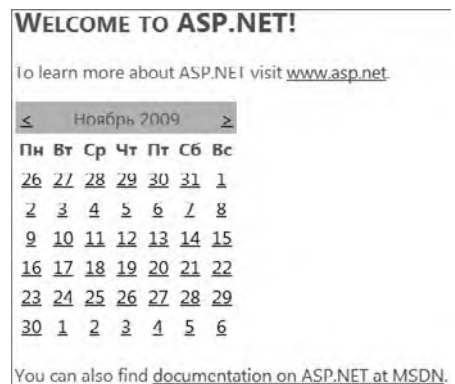 WELCOME TO ASP.NET!
To learn more about ASP.NET visit www.asp.net.
< Ноябрь 2009 >
Пн Вт Ср Чт Пт Сб Вс
26 27 28 29 30 31 1
2 3 4 5 6 7 8
9 10 11 12 13 14 15
16 17 18 19 20 21 22
23 24 25 26 27 28 29
30 1 2 3 4 5 6
You can also find documentation on ASP.NET at MSDN.